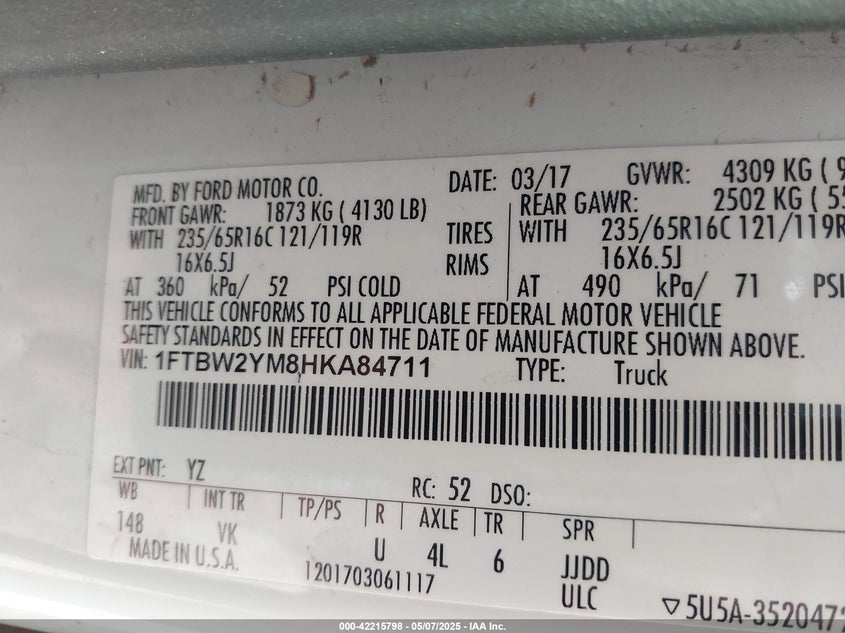 MFD. BY FORD MOTOR CO. DATE: 03/17 GVWR: 4309 KG ( 9
FRONT GAWR: 1873 KG ( 4130 LB) REAR GAWR: 2502 KG ( 55
WITH 235/65R16C 121/119R TIRES WITH 235/65R16C 121/119R
16X6.5J RIMS 16X6.5J
AT 360 kPa/ 52 PSI COLD AT 490 kPa/ 71 PSI
THIS VEHICLE CONFORMS TO ALL APPLICABLE FEDERAL MOTOR VEHICLE
SAFETY STANDARDS IN EFFECT ON THE DATE OF MANUFACTURE SHOWN ABOVE.
VIN: 1FTBW2YM8HKA84711 TYPE: Truck
EXT PNT: YZ RC: 52 DSO:
WB INT TR TP/PS R AXLE TR SPR
148 VK U 4L 6 JJDD
MADE IN U.S.A. 1201703061117 ULC
5U5A-3520472
000-42215798 - 05/07/2025 - IAA Inc.